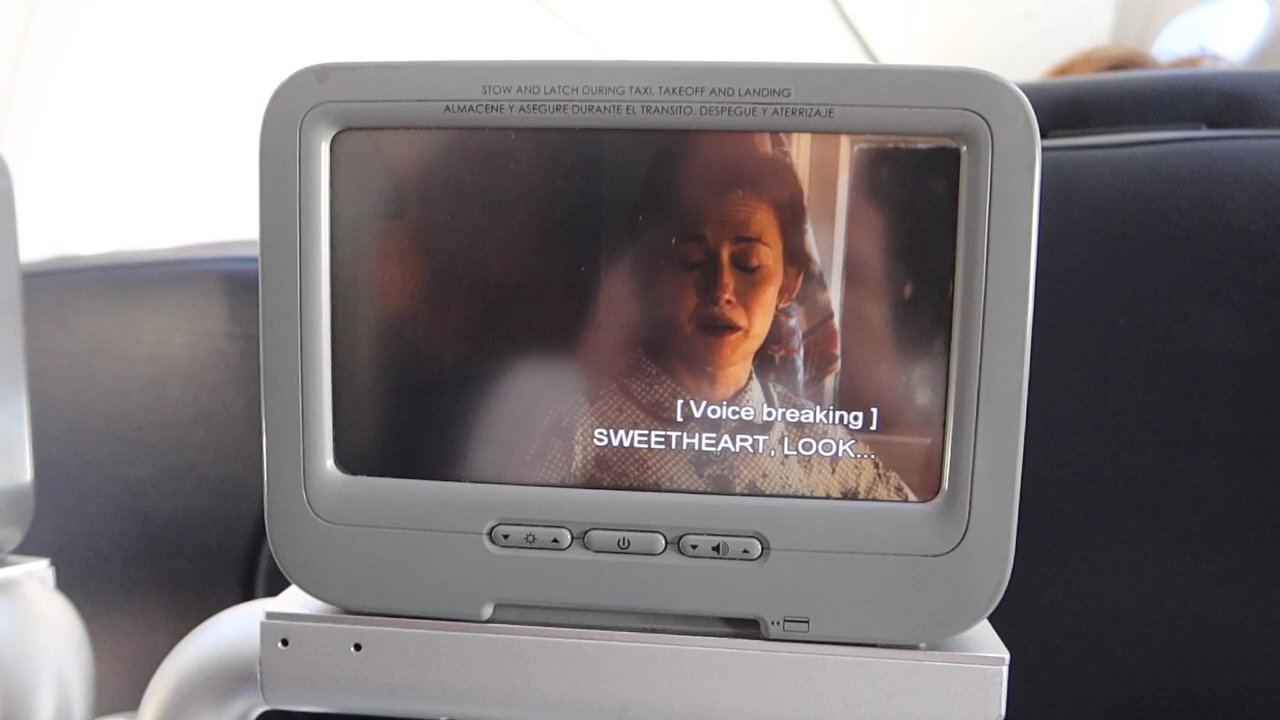 STOW AND LATCH DURING TAXI, TAKEOFF AND LANDING
ALMACENE Y ASEGURE DURANTE EL TRANSITO, DESPEGUE Y ATERRIZAJE
[ Voice breaking ]
SWEETHEART, LOOK...